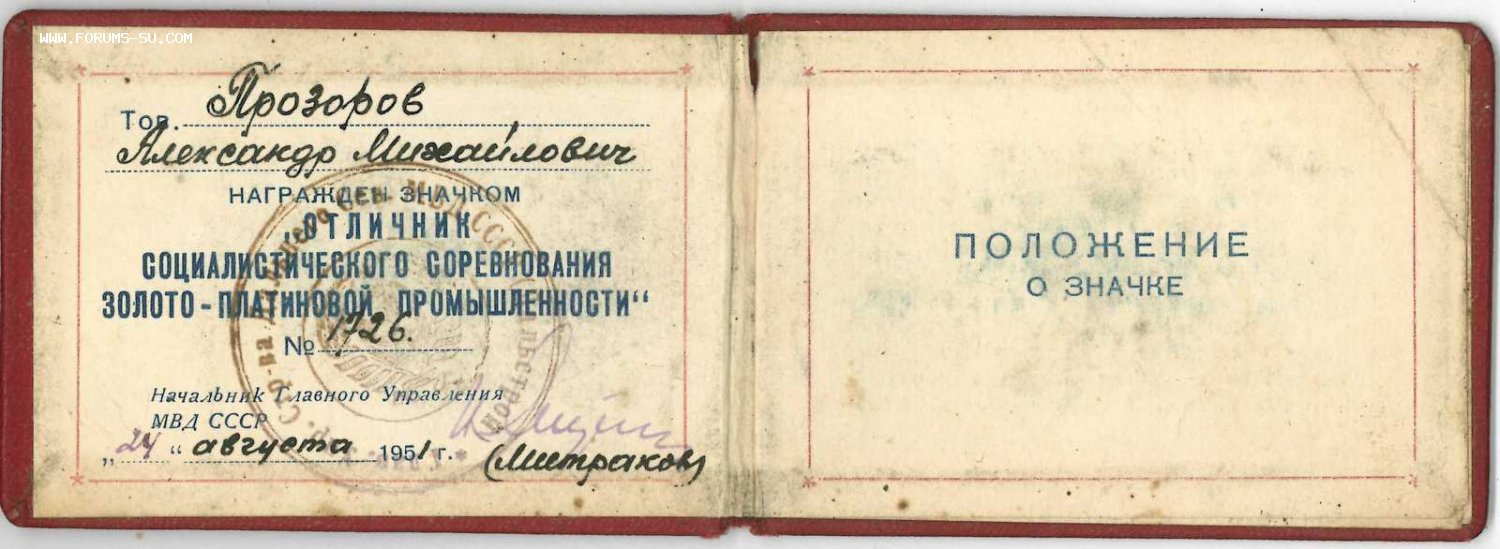 WWW.FORUMS-SU.COM
Тов. Прозоров
Александр Михайлович
НАГРАЖДЕН ЗНАЧКОМ
„ОТЛИЧНИК
СОЦИАЛИСТИЧЕСКОГО СОРЕВНОВАНИЯ
ЗОЛОТО-ПЛАТИНОВОЙ ПРОМЫШЛЕННОСТИ“
№ 1726.
Начальник Главного Управления
МВД СССР
„24“ августа 1951 г.
(Митраков)
ПОЛОЖЕНИЕ
О ЗНАЧКЕ